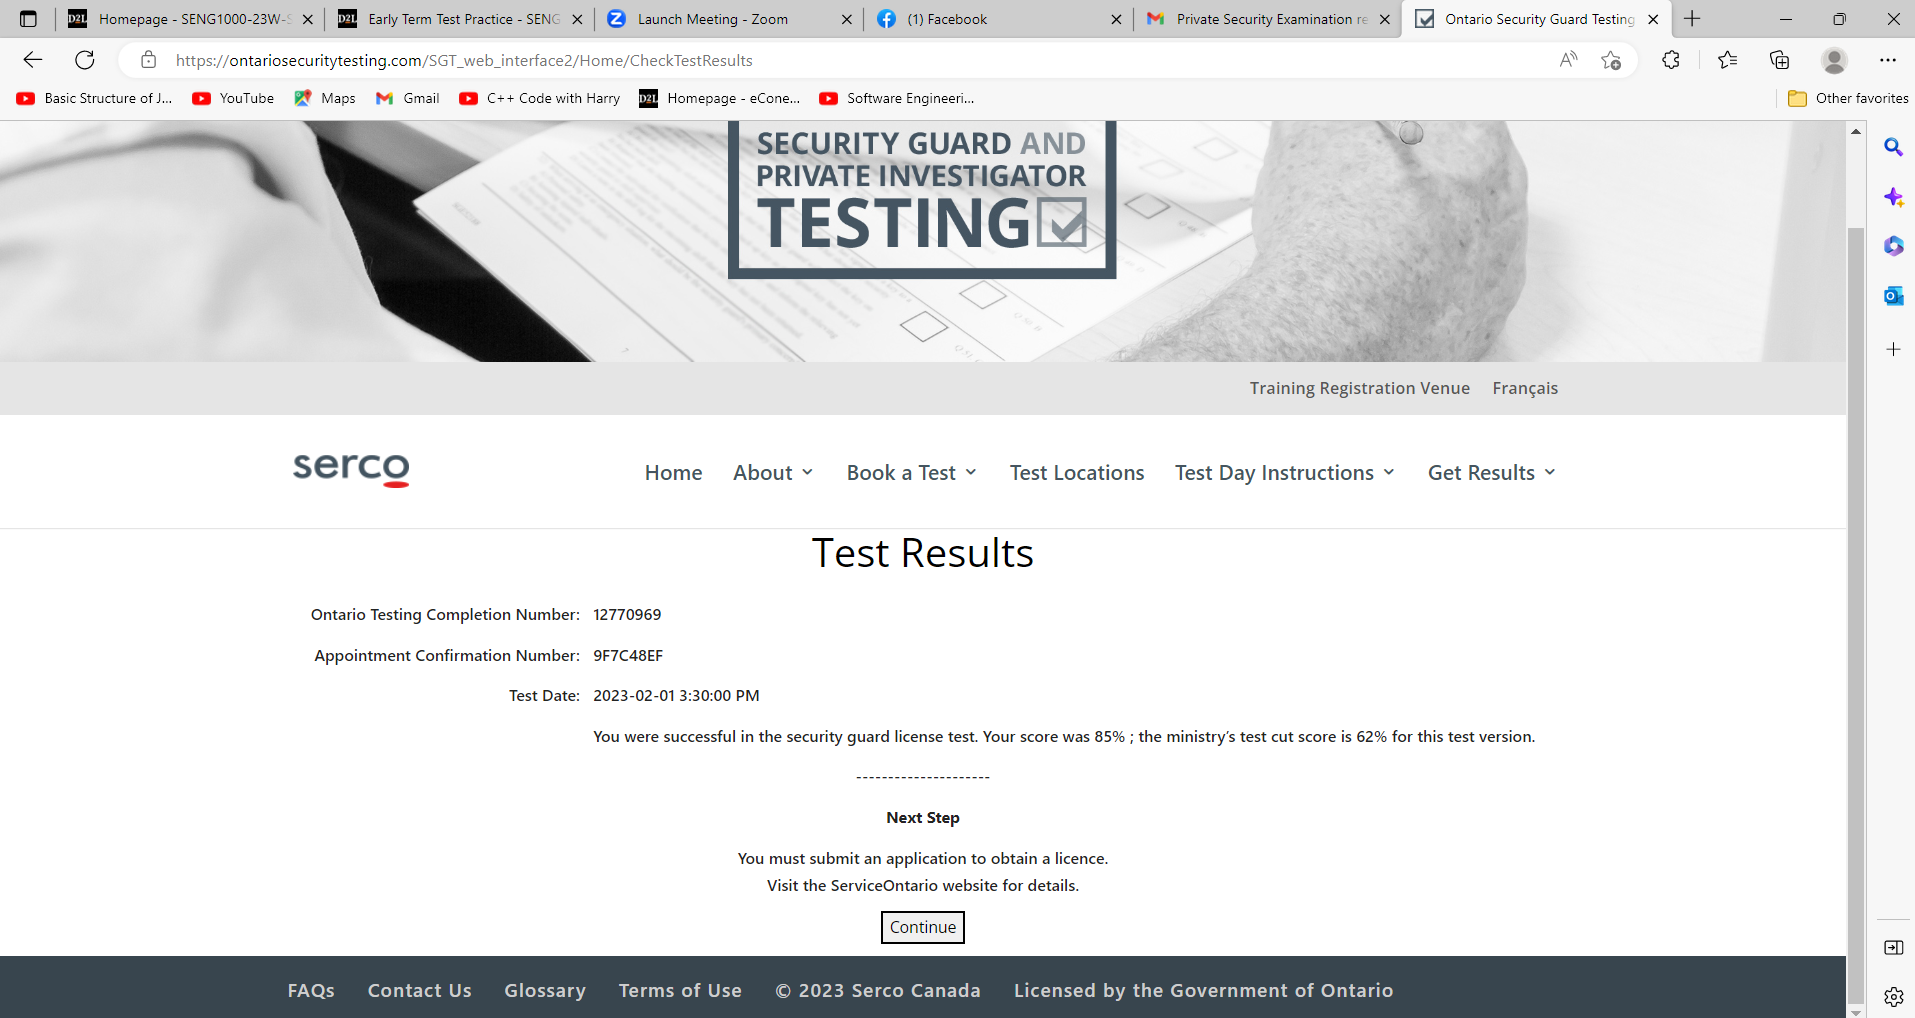 Homepage - SENG1000-23W-S
Early Term Test Practice - SENG
Launch Meeting - Zoom
(1) Facebook
Private Security Examination re
Ontario Security Guard Testing
https://ontariosecuritytesting.com/SGT_web_interface2/Home/CheckTestResults
Basic Structure of J...
YouTube
Maps
Gmail
C++ Code with Harry
Homepage - eCone...
Software Engineeri...
Other favorites
SECURITY GUARD AND
PRIVATE INVESTIGATOR
TESTING
Training Registration Venue
Français
serco
Home
About
Book a Test
Test Locations
Test Day Instructions
Get Results
Test Results
Ontario Testing Completion Number: 12770969
Appointment Confirmation Number: 9F7C48EF
Test Date: 2023-02-01 3:30:00 PM
You were successful in the security guard license test. Your score was 85% ; the ministry's test cut score is 62% for this test version.
---------------------
Next Step
You must submit an application to obtain a licence.
Visit the ServiceOntario website for details.
Continue
FAQs
Contact Us
Glossary
Terms of Use
© 2023 Serco Canada
Licensed by the Government of Ontario